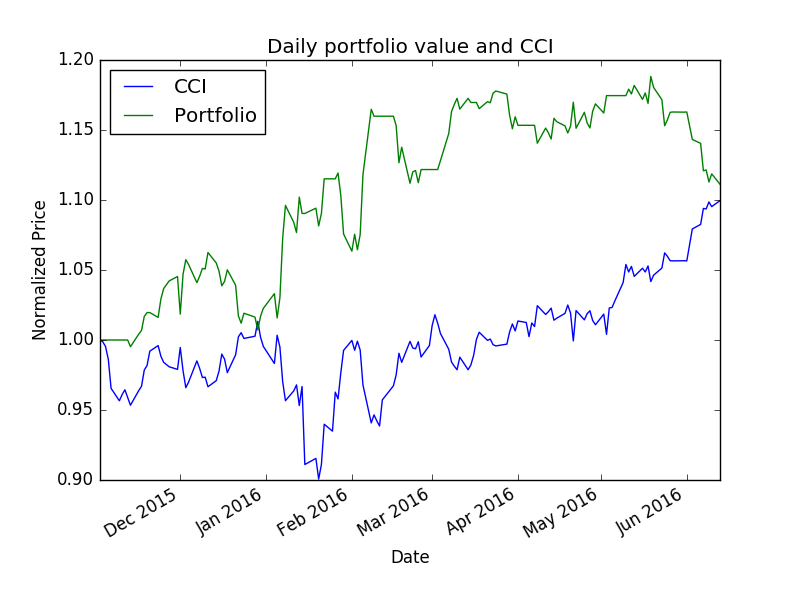 Daily portfolio value and CCI
CCI
Portfolio
1.20
1.15
1.10
1.05
1.00
0.95
0.90
Normalized Price
Dec 2015
Jan 2016
Feb 2016
Mar 2016
Apr 2016
May 2016
Jun 2016
Date